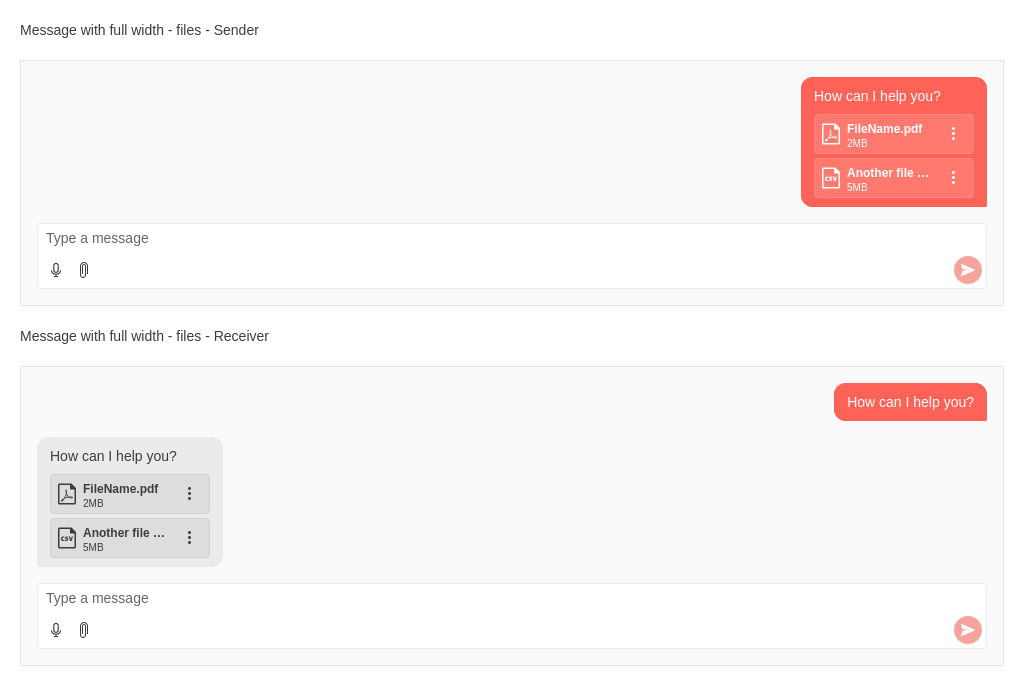 Message with full width - files - Sender
How can I help you?
FileName.pdf
2MB
CSV
Another file ...
5MB
Type a message
Message with full width - files - Receiver
How can I help you?
How can I help you?
FileName.pdf
2MB
CSV
Another file ...
5MB
Type a message